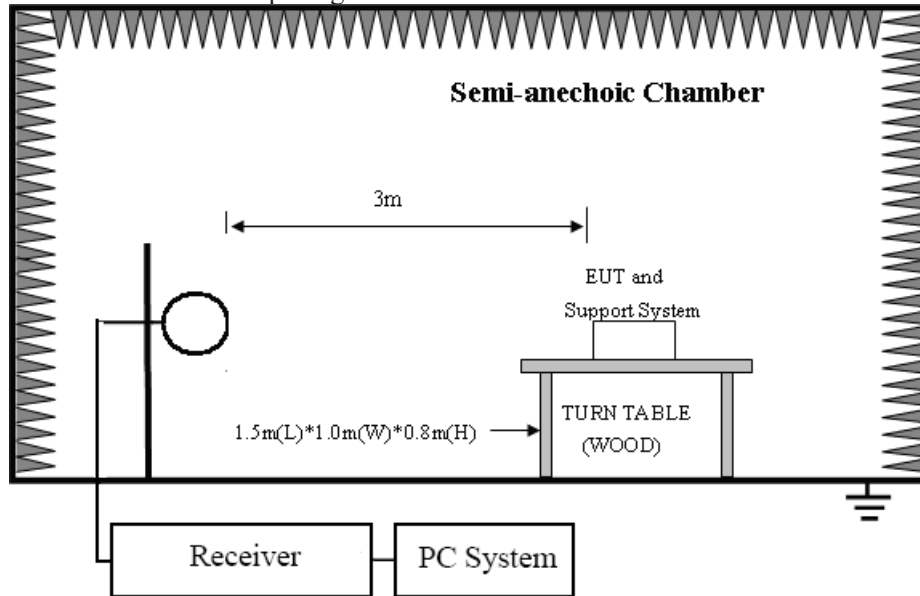 Semi-anechoic Chamber
3m
EUT and
Support System
1.5m(L)*1.0m(W)*0.8m(H)
TURN TABLE
(WOOD)
Receiver
PC System